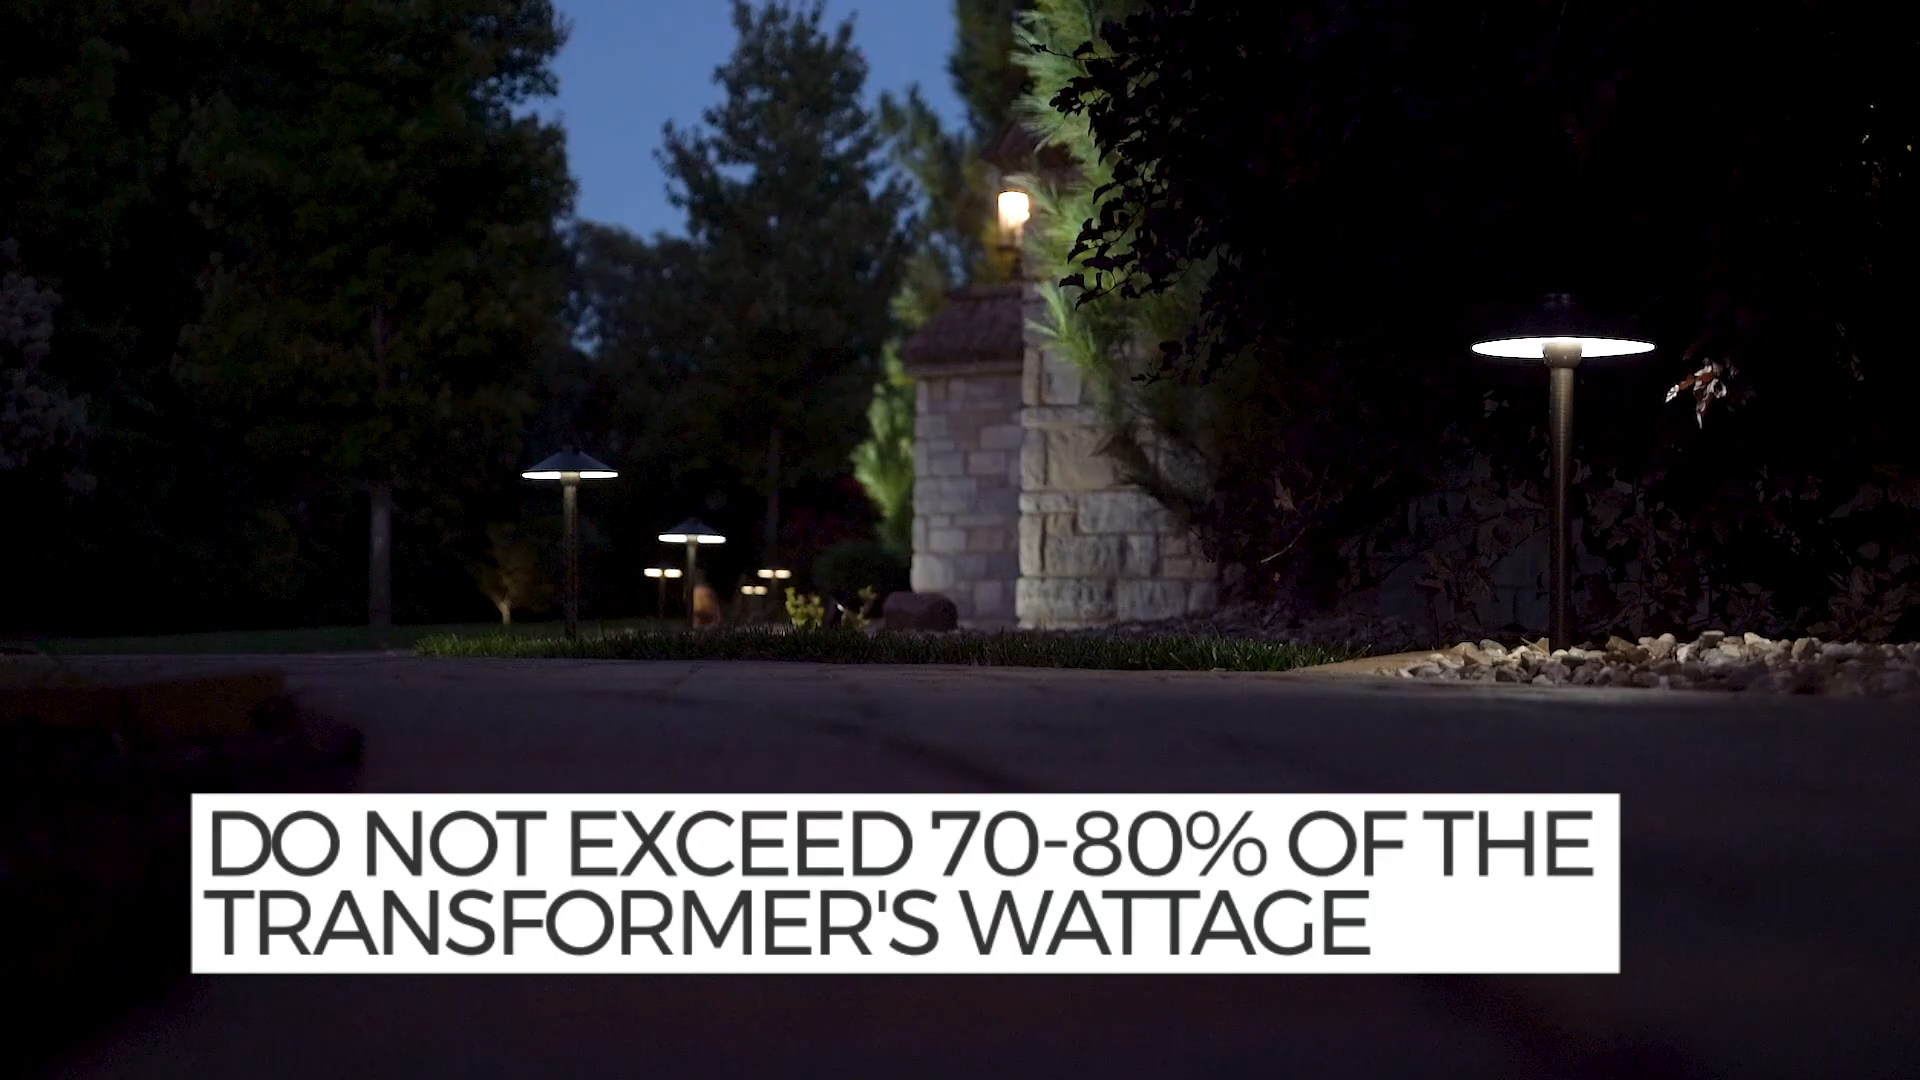 DO NOT EXCEED 70-80% OF THE
TRANSFORMER'S WATTAGE